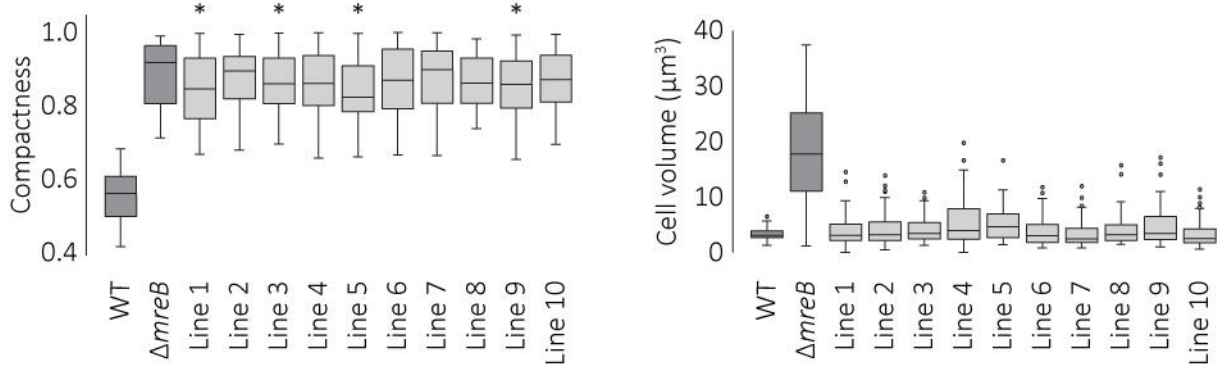 * * * *
Compactness
1.0
0.8
0.6
0.4
WT
ΔmreB
Line 1
Line 2
Line 3
Line 4
Line 5
Line 6
Line 7
Line 8
Line 9
Line 10
Cell volume (μm³)
40
30
20
10
0
WT
ΔmreB
Line 1
Line 2
Line 3
Line 4
Line 5
Line 6
Line 7
Line 8
Line 9
Line 10